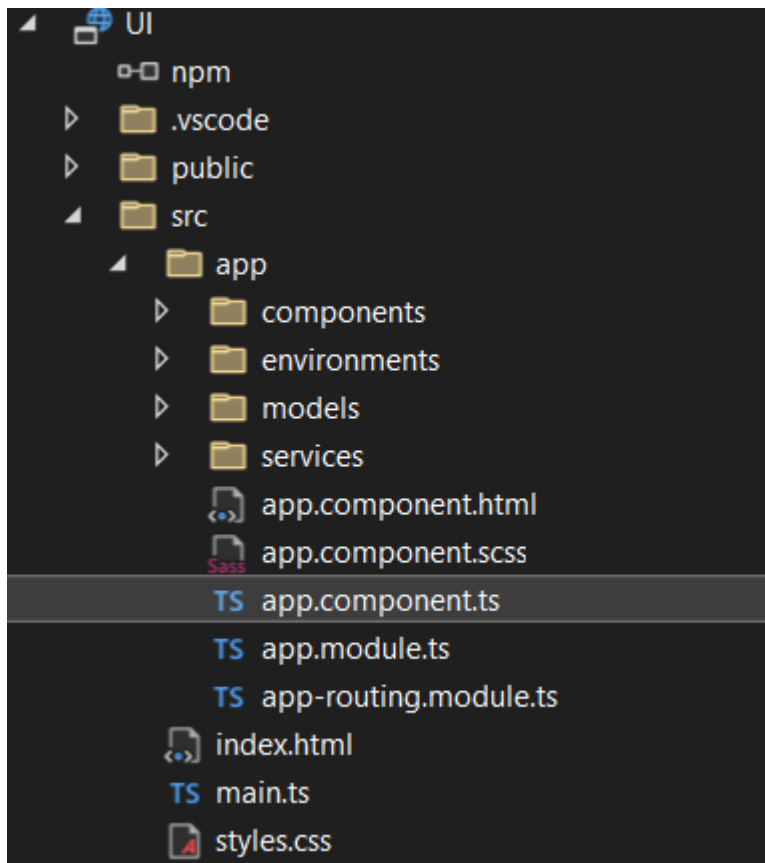 UI
npm
.vscode
public
src
app
components
environments
models
services
app.component.html
Sass app.component.scss
TS app.component.ts
TS app.module.ts
TS app-routing.module.ts
index.html
TS main.ts
styles.css